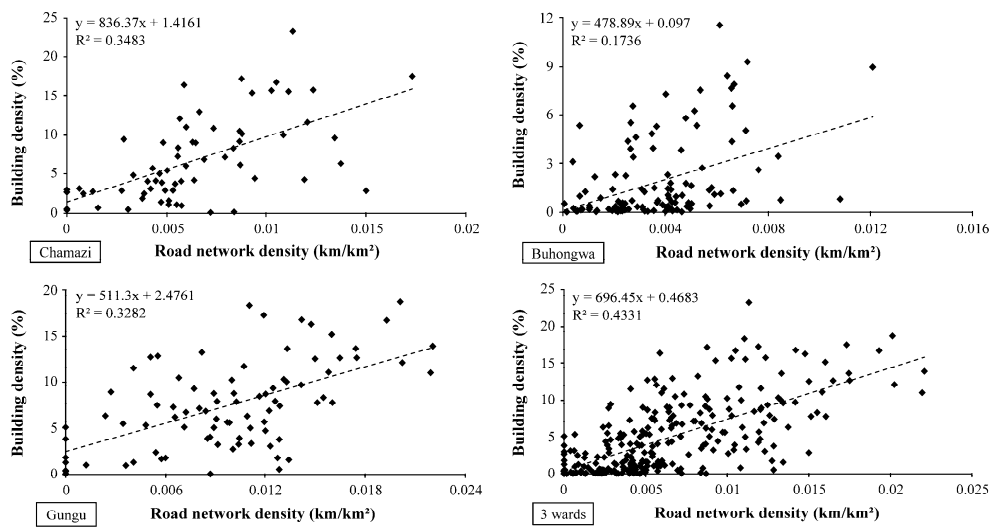 y = 836.37x + 1.4161
R² = 0.3483
Building density (%)
25
20
15
10
5
0
0 0.005 0.01 0.015 0.02
Chamazi
Road network density (km/km²)
y = 478.89x + 0.097
R² = 0.1736
Building density (%)
12
9
6
3
0
0 0.004 0.008 0.012 0.016
Buhongwa
Road network density (km/km²)
y = 511.3x + 2.4761
R² = 0.3282
Building density (%)
20
15
10
5
0
0 0.006 0.012 0.018 0.024
Gungu
Road network density (km/km²)
y = 696.45x + 0.4683
R² = 0.4331
Building density (%)
25
20
15
10
5
0
0 0.005 0.01 0.015 0.02 0.025
3 wards
Road network density (km/km²)